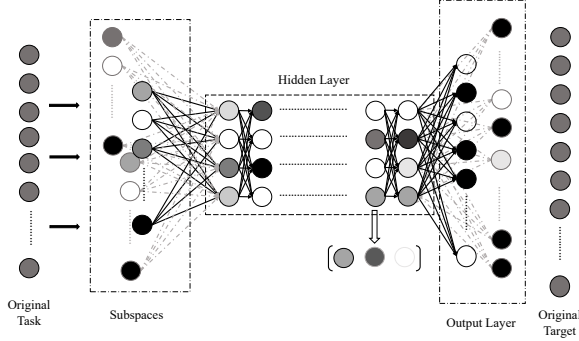 Hidden Layer
Original
Task
Subspaces
Output Layer
Original
Target